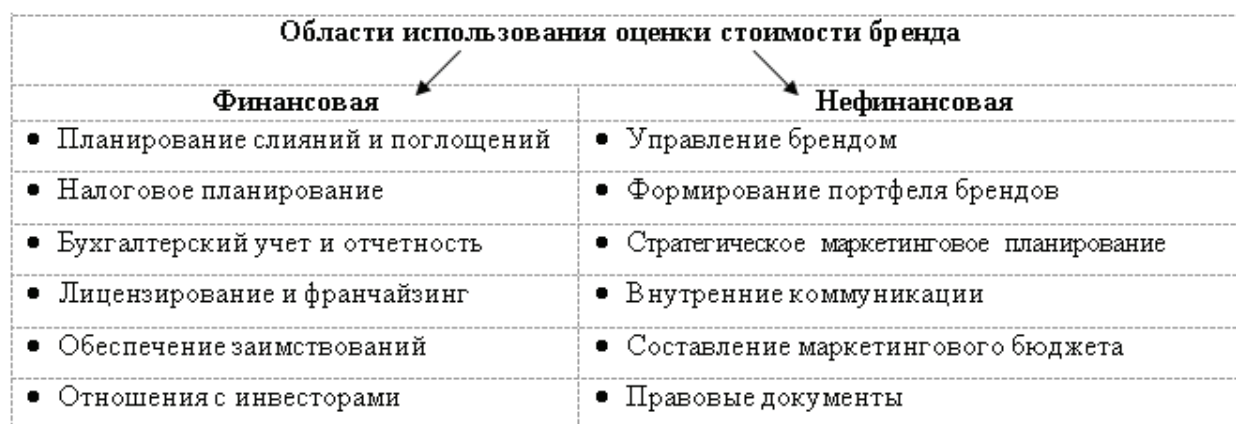 Области использования оценки стоимости бренда
Финансовая
Нефинансовая
• Планирование слияний и поглощений
• Управление брендом
• Налоговое планирование
• Формирование портфеля брендов
• Бухгалтерский учет и отчетность
• Стратегическое маркетинговое планирование
• Лицензирование и франчайзинг
• Внутренние коммуникации
• Обеспечение заимствований
• Составление маркетингового бюджета
• Отношения с инвесторами
• Правовые документы